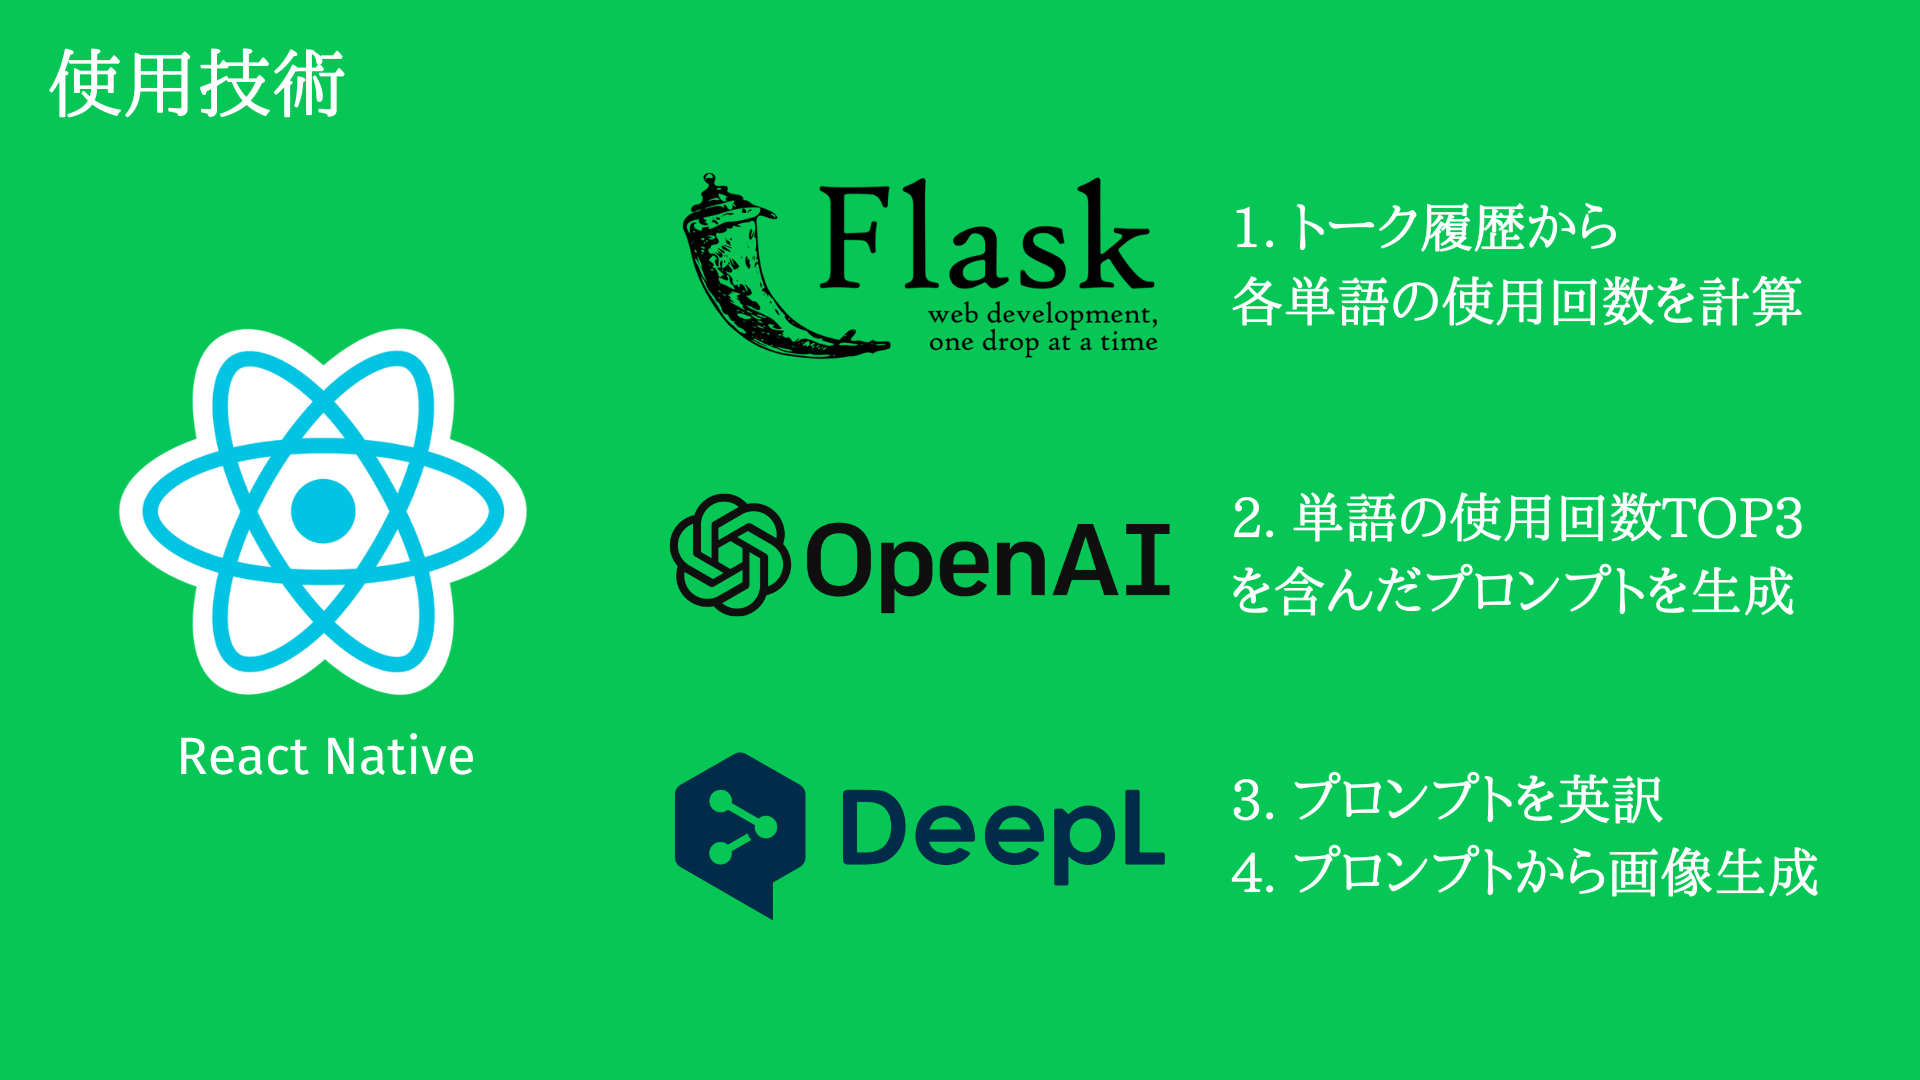 使用技術
React Native
Flask
web development,
one drop at a time
1. トーク履歴から
各単語の使用回数を計算
OpenAI
2. 単語の使用回数TOP3
を含んだプロンプトを生成
DeepL
3. プロンプトを英訳
4. プロンプトから画像生成